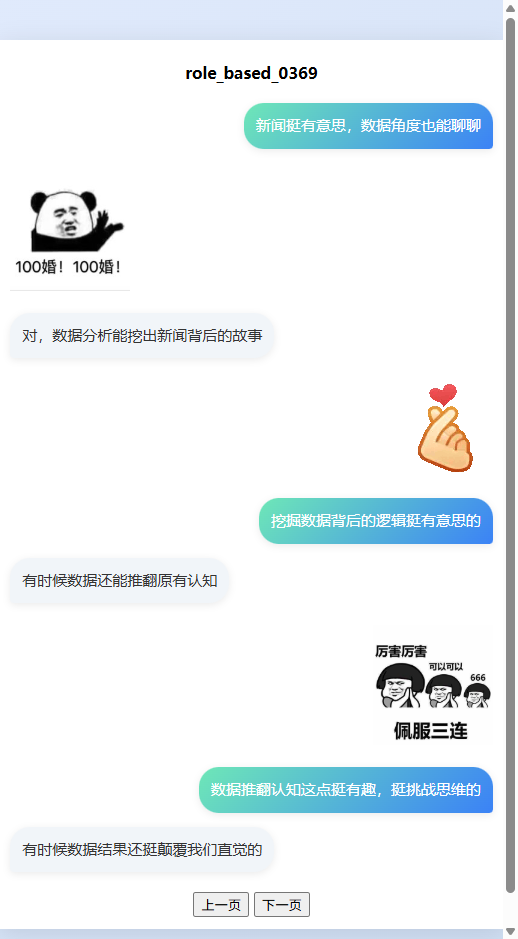 role_based_0369
新闻挺有意思，数据角度也能聊聊
100婚！100婚！
对，数据分析能挖出新闻背后的故事
挖掘数据背后的逻辑挺有意思的
有时候数据还能推翻原有认知
厉害厉害
可以可以
666
佩服三连
数据推翻认知这点挺有趣，挺挑战思维的
有时候数据结果还挺颠覆我们直觉的
上一页 下一页